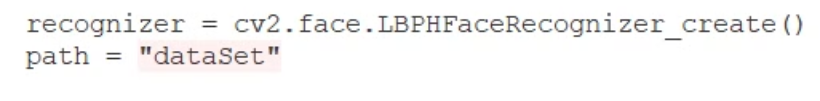 recognizer = cv2.face.LBPHFaceRecognizer_create()
path = "dataSet"